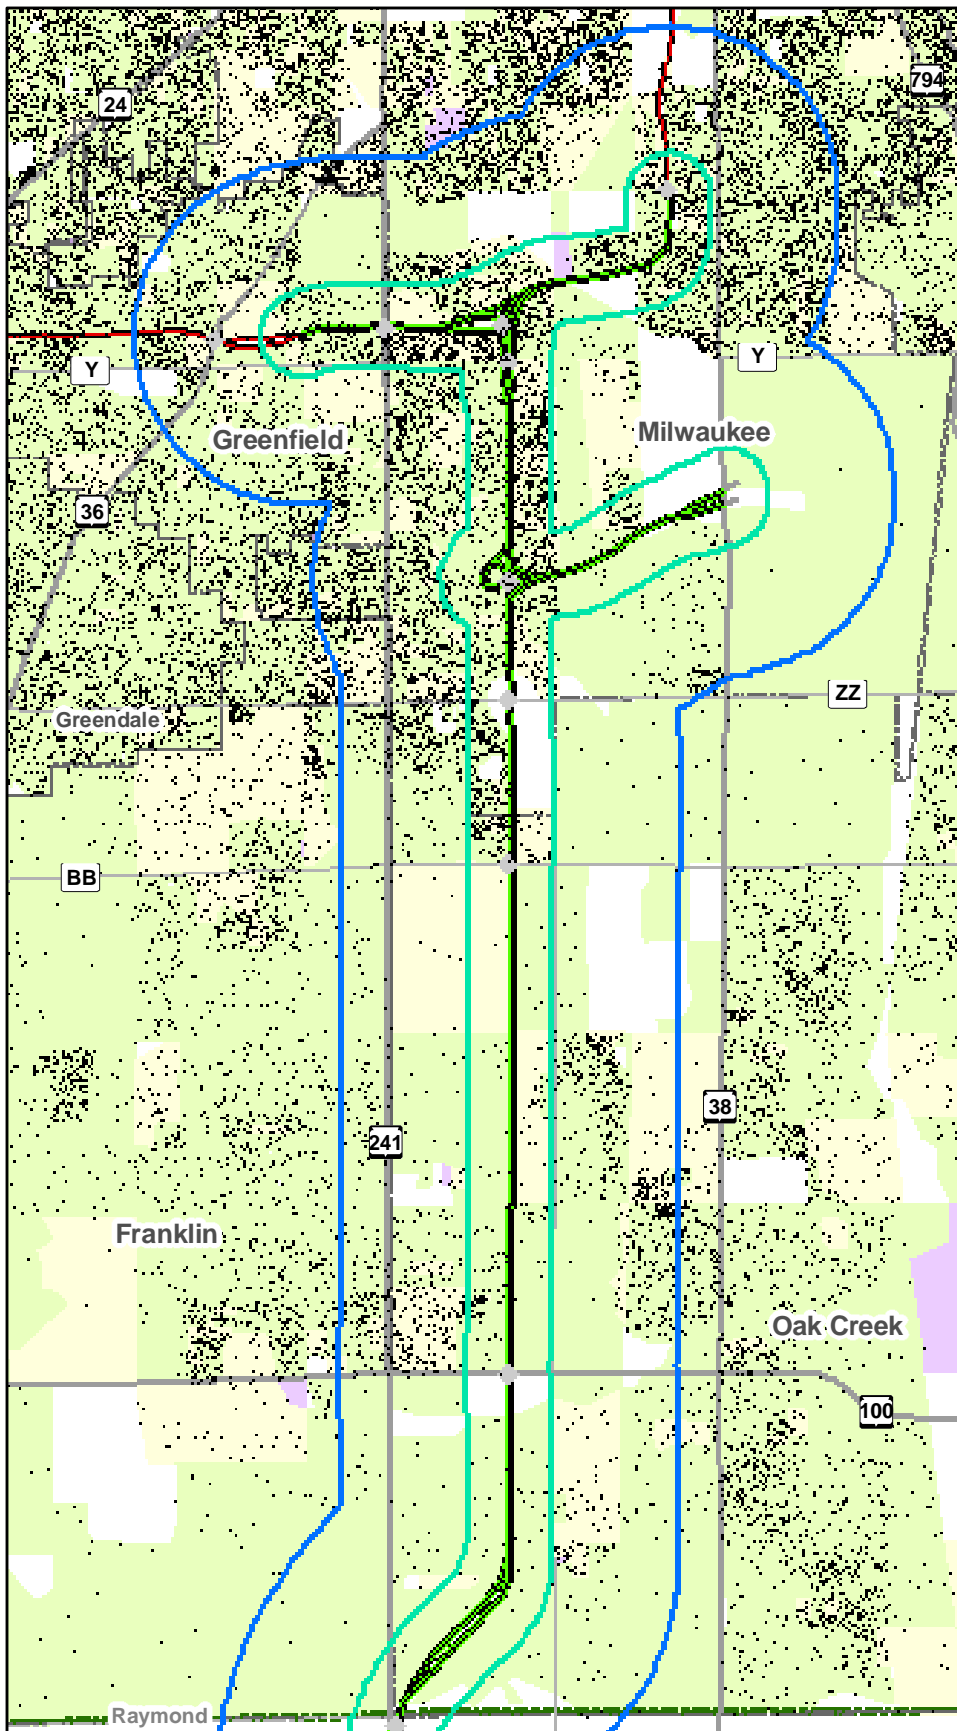 794
24
Y
Y
Greenfield
Milwaukee
36
ZZ
Greendale
BB
38
241
Franklin
Oak Creek
100
Raymond